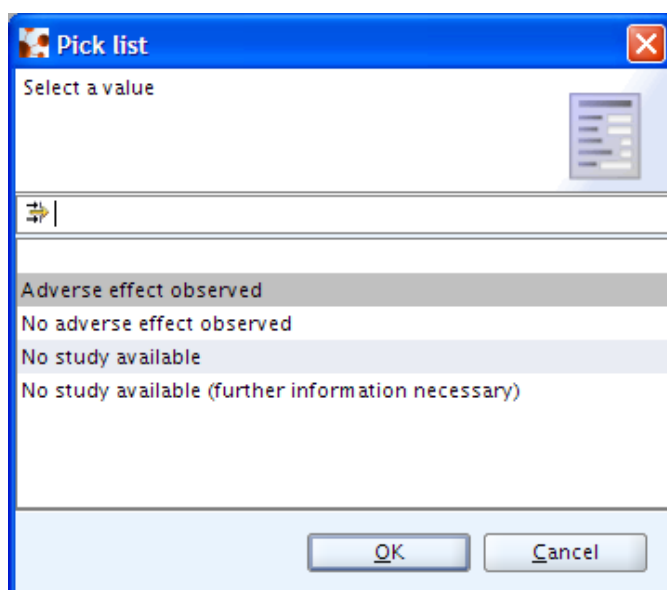 Pick list
Select a value
Adverse effect observed
No adverse effect observed
No study available
No study available (further information necessary)
OK
Cancel